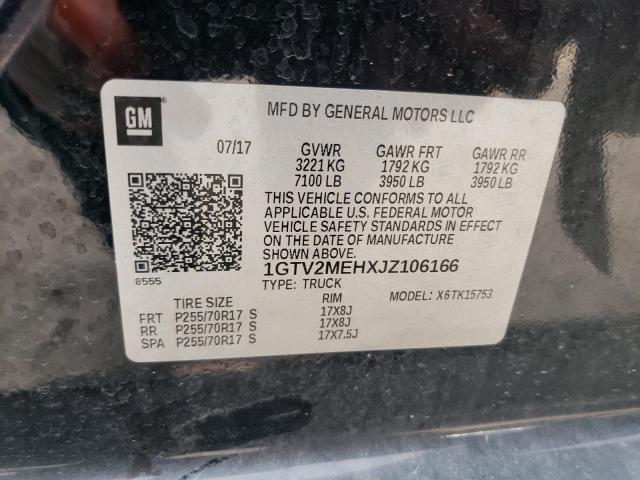 GM ®
MFD BY GENERAL MOTORS LLC
07/17 GVWR GAWR FRT GAWR RR
3221 KG 1792 KG 1792 KG
7100 LB 3950 LB 3950 LB
THIS VEHICLE CONFORMS TO ALL
APPLICABLE U.S. FEDERAL MOTOR
VEHICLE SAFETY STANDARDS IN EFFECT
ON THE DATE OF MANUFACTURE
SHOWN ABOVE.
8555 1GTV2MEHXJZ106166
TYPE: TRUCK MODEL: X6TK15753
TIRE SIZE RIM
FRT P255/70R17 S 17X8J
RR P255/70R17 S 17X8J
SPA P255/70R17 S 17X7.5J